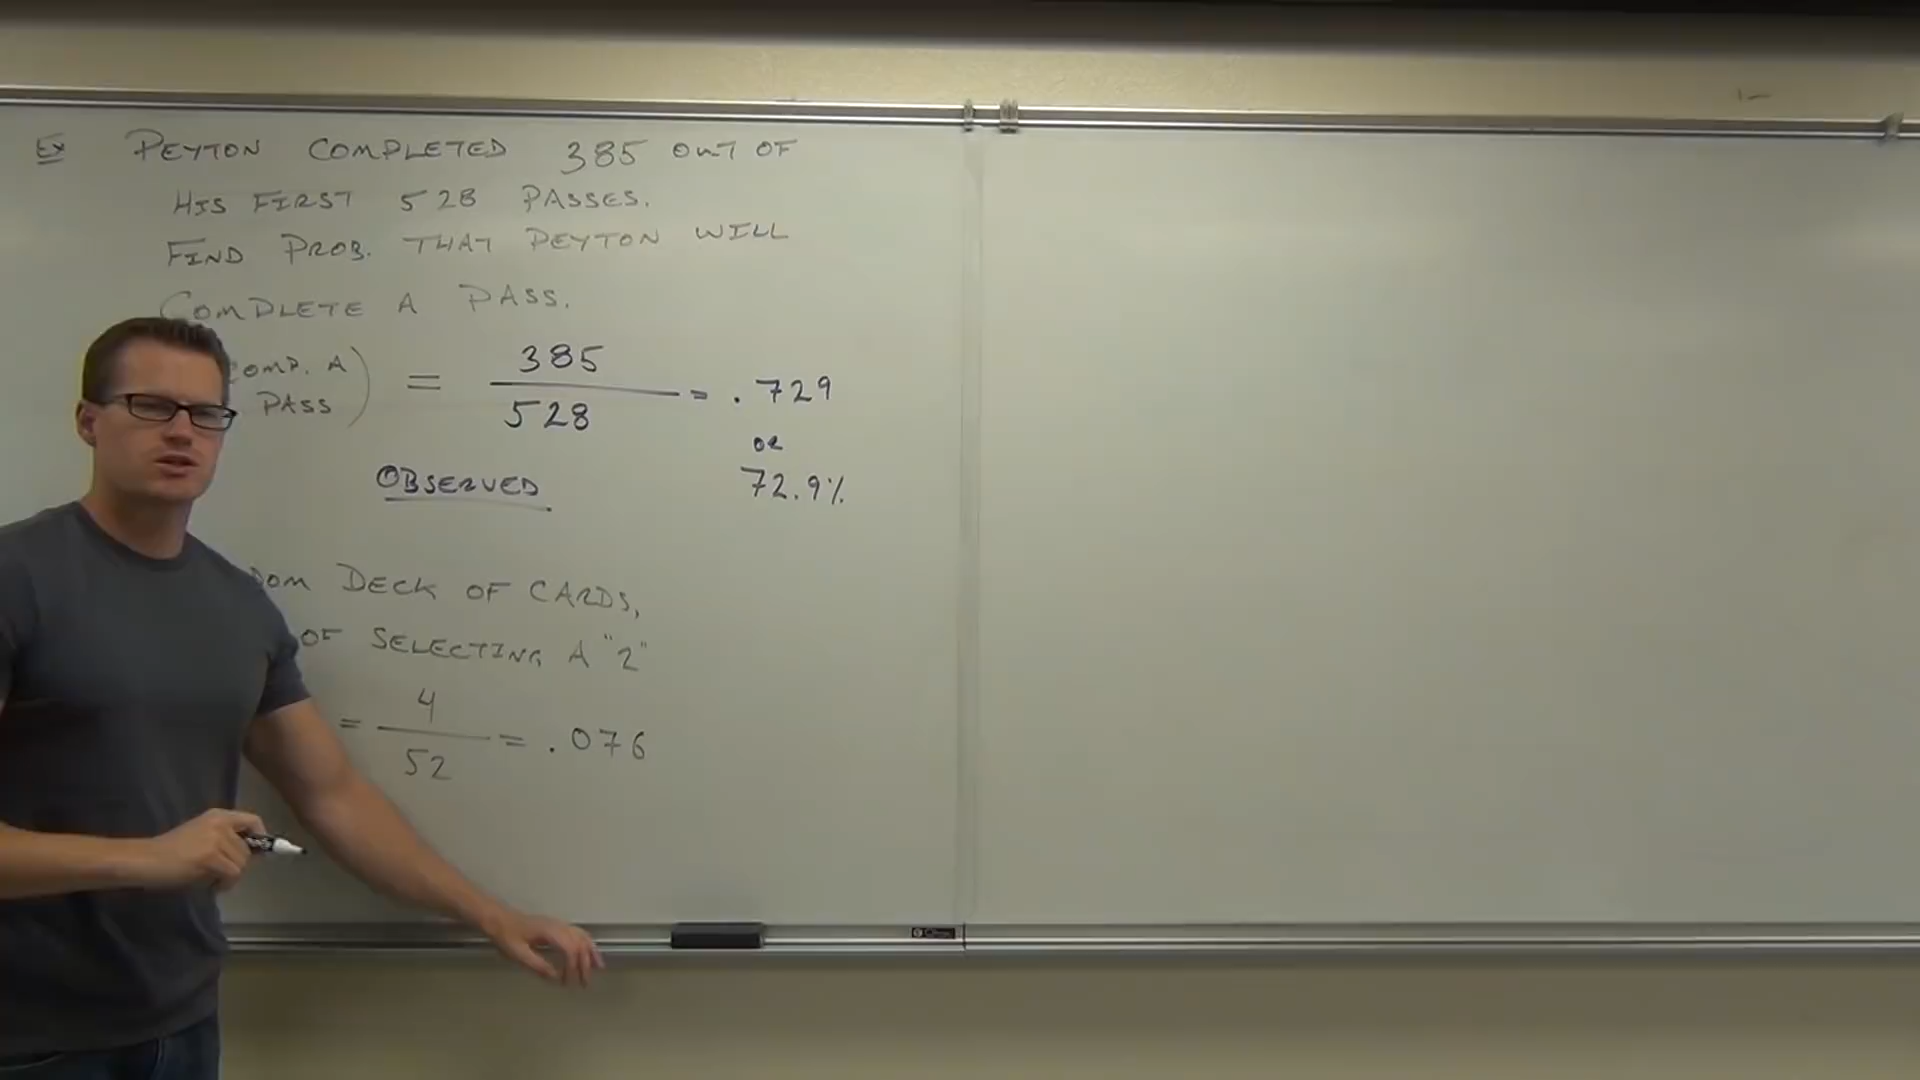 Ex PEYTON COMPLETED 385 OUT OF
HIS FIRST 528 PASSES.
FIND PROB. THAT PEYTON WILL
COMPLETE A PASS.
COMP. A
PASS) = 385 / 528 = .729
or
72.9%
OBSERVED
DOM DECK OF CARDS,
OF SELECTING A "2"
= 4 / 52 = .076